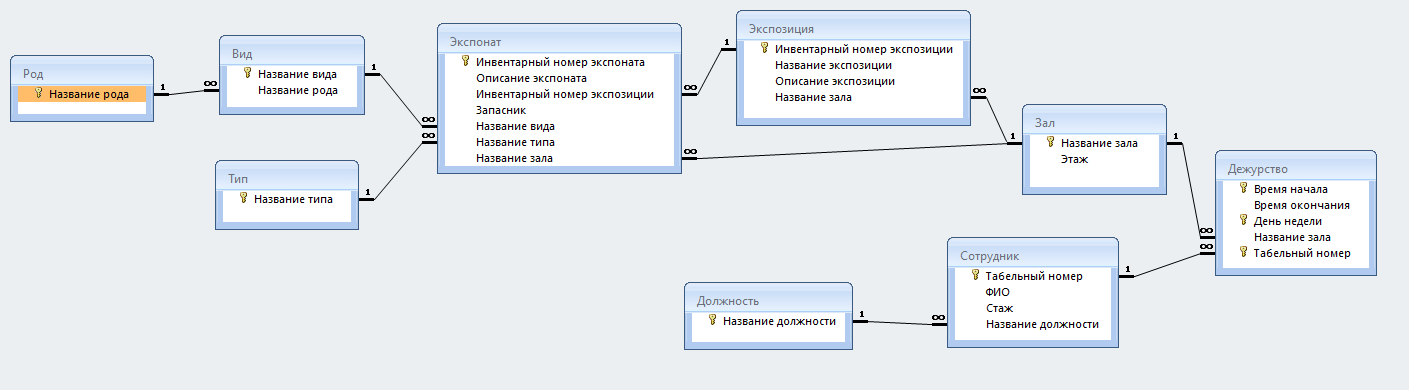 Род
Название рода
1
∞
Вид
Название вида
Название рода
1
∞
Тип
Название типа
1
∞
Экспонат
Инвентарный номер экспоната
Описание экспоната
Инвентарный номер экспозиции
Запасник
Название вида
Название типа
Название зала
∞
1
∞
Экспозиция
Инвентарный номер экспозиции
Название экспозиции
Описание экспозиции
Название зала
∞
1
Зал
Название зала
Этаж
1
∞
Дежурство
Время начала
Время окончания
День недели
Название зала
Табельный номер
∞
1
Сотрудник
Табельный номер
ФИО
Стаж
Название должности
∞
1
Должность
Название должности